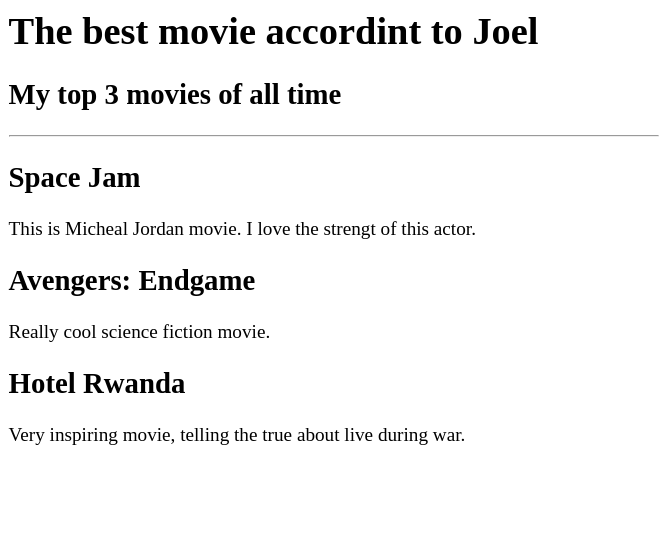 The best movie accordint to Joel
My top 3 movies of all time
Space Jam
This is Micheal Jordan movie. I love the strengt of this actor.
Avengers: Endgame
Really cool science fiction movie.
Hotel Rwanda
Very inspiring movie, telling the true about live during war.